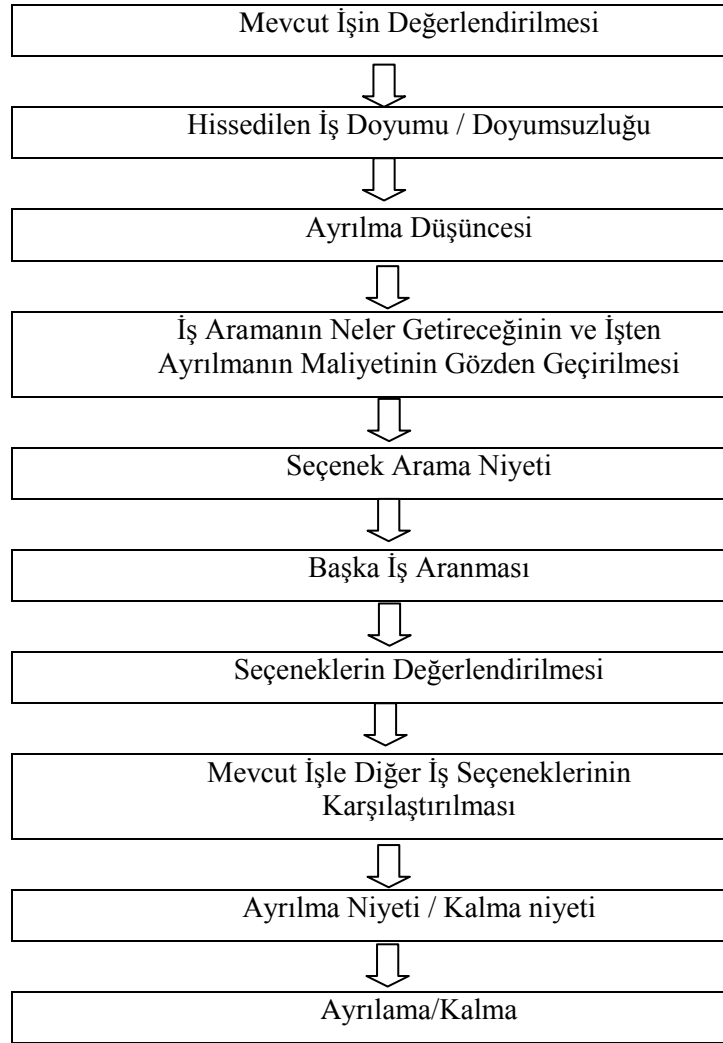 Mevcut İşin Değerlendirilmesi
Hissedilen İş Doyumu / Doyumsuzluğu
Ayrılma Düşüncesi
İş Aramanın Neler Getireceğinin ve İşten
Ayrılmanın Maliyetinin Gözden Geçirilmesi
Seçenek Arama Niyeti
Başka İş Aranması
Seçeneklerin Değerlendirilmesi
Mevcut İşle Diğer İş Seçeneklerinin
Karşılaştırılması
Ayrılma Niyeti / Kalma niyeti
Ayrılama/Kalma